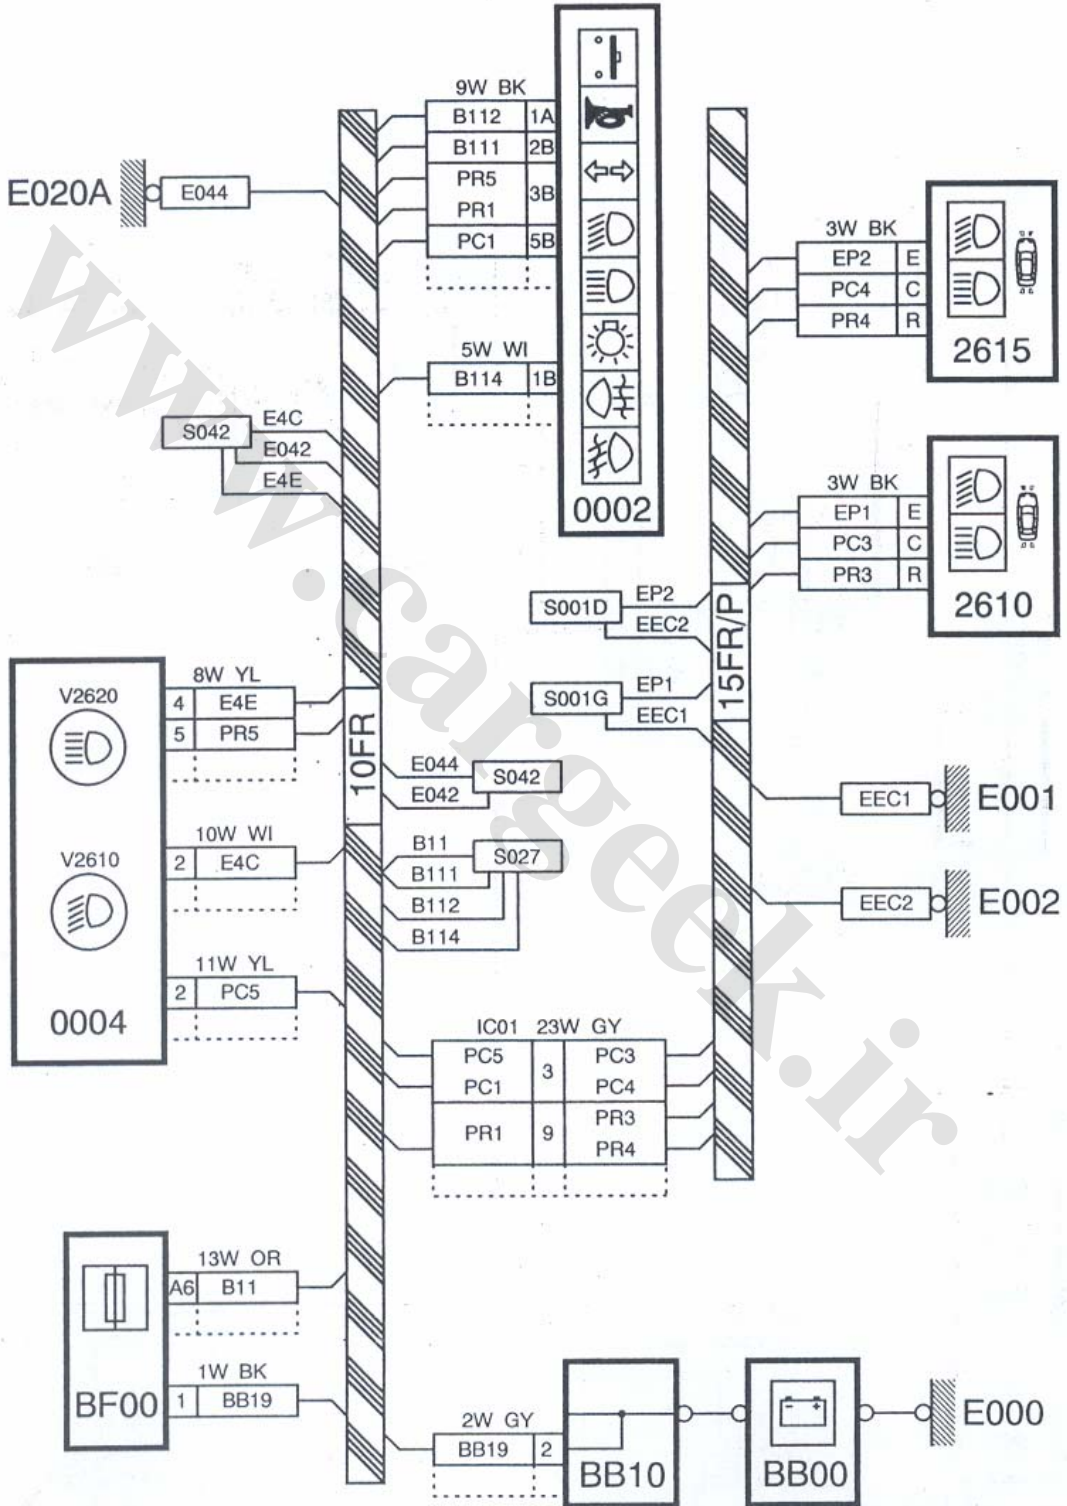 9W BK
B112 1A
B111 2B
PR5
3B
PR1
PC1 5B
5W WI
B114 1B
0002
E020A
E044
S042
E4C
E042
E4E
3W BK
EP2 E
PC4 C
PR4 R
2615
3W BK
EP1 E
PC3 C
PR3 R
2610
S001D
EP2
EEC2
S001G
EP1
EEC1
15FR/P
8W YL
4 E4E
5 PR5
V2620
10W WI
2 E4C
V2610
11W YL
2 PC5
0004
10FR
E044
E042
S042
B11
B111
B112
B114
S027
EEC1
E001
EEC2
E002
IC01 23W GY
PC5 PC3
3
PC1 PC4
PR3
PR1 9
PR4
13W OR
A6 B11
1W BK
1 BB19
BF00
2W GY
BB19 2
BB10
BB00
E000
www.cargeek.ir